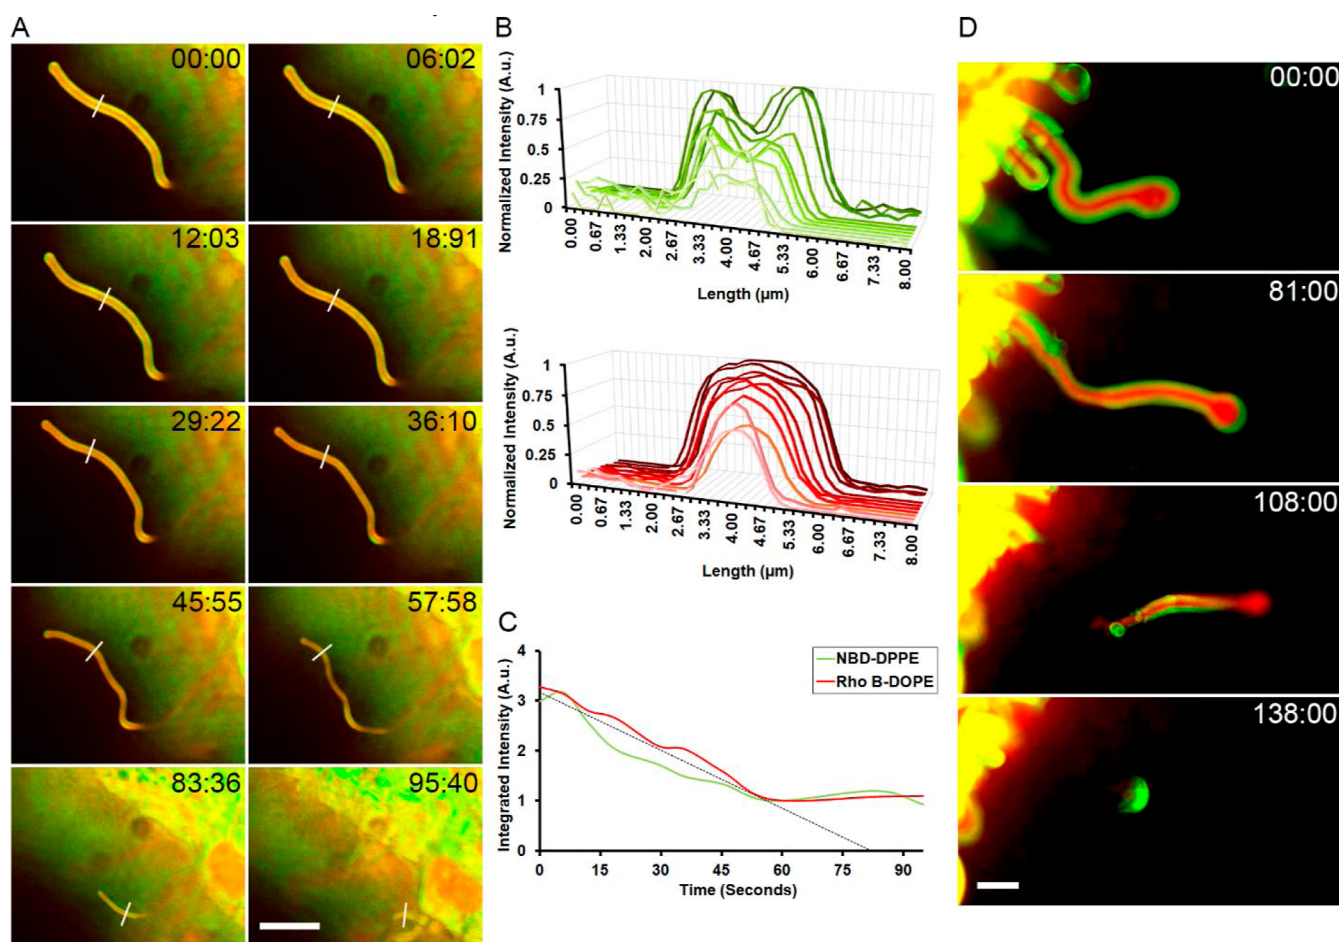 A
00:00
06:02
12:03
18:91
29:22
36:10
45:55
57:58
83:36
95:40
B
Normalized Intensity (A.u.)
1
0.75
0.5
0.25
0
0.00 0.67 1.33 2.00 2.67 3.33 4.00 4.67 5.33 6.00 6.67 7.33 8.00
Length (µm)
Normalized Intensity (A.u.)
1
0.75
0.5
0.25
0
0.00 0.67 1.33 2.00 2.67 3.33 4.00 4.67 5.33 6.00 6.67 7.33 8.00
Length (µm)
C
Integrated Intensity (A.u.)
4
3
2
1
0
NBD-DPPE
Rho B-DOPE
0 15 30 45 60 75 90
Time (Seconds)
D
00:00
81:00
108:00
138:00